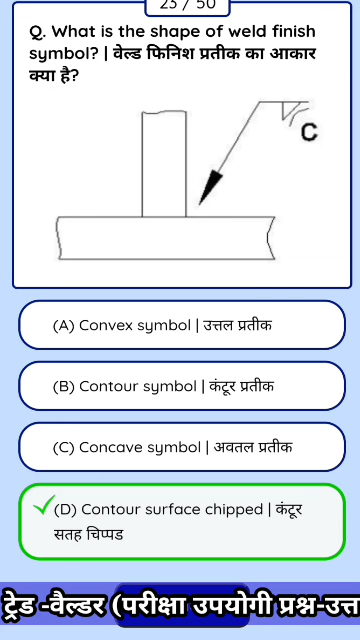 23 / 50
Q. What is the shape of weld finish
symbol? | वेल्ड फिनिश प्रतीक का आकार
क्या है?
C
(A) Convex symbol | उत्तल प्रतीक
(B) Contour symbol | कंटूर प्रतीक
(C) Concave symbol | अवतल प्रतीक
(D) Contour surface chipped | कंटूर
सतह चिप्पड
ट्रेड -वैल्डर (परीक्षा उपयोगी प्रश्न-उत्त